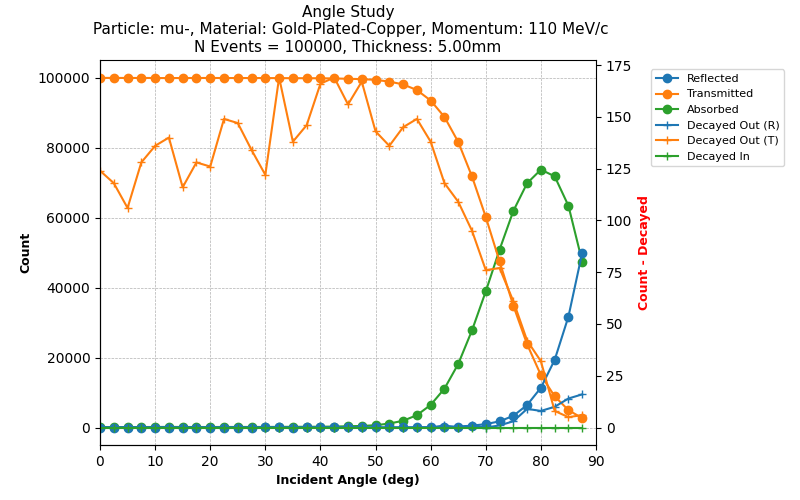 Angle Study
Particle: mu-, Material: Gold-Plated-Copper, Momentum: 110 MeV/c
N Events = 100000, Thickness: 5.00mm
Count
100000
80000
60000
40000
20000
0
0 10 20 30 40 50 60 70 80 90
Incident Angle (deg)
175
150
125
100
75
50
25
0
Count - Decayed
Reflected
Transmitted
Absorbed
Decayed Out (R)
Decayed Out (T)
Decayed In